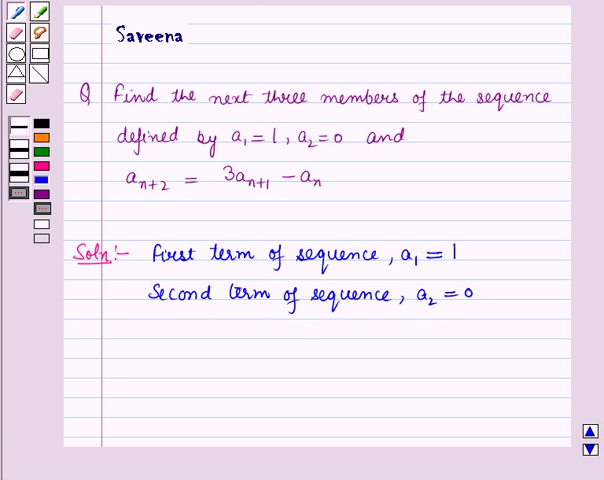 Saveena
Q Find the next three members of the sequence
defined by a₁ = 1, a₂ = 0 and
aₙ₊₂ = 3aₙ₊₁ - aₙ
Soln:- First term of sequence, a₁ = 1
Second term of sequence, a₂ = 0